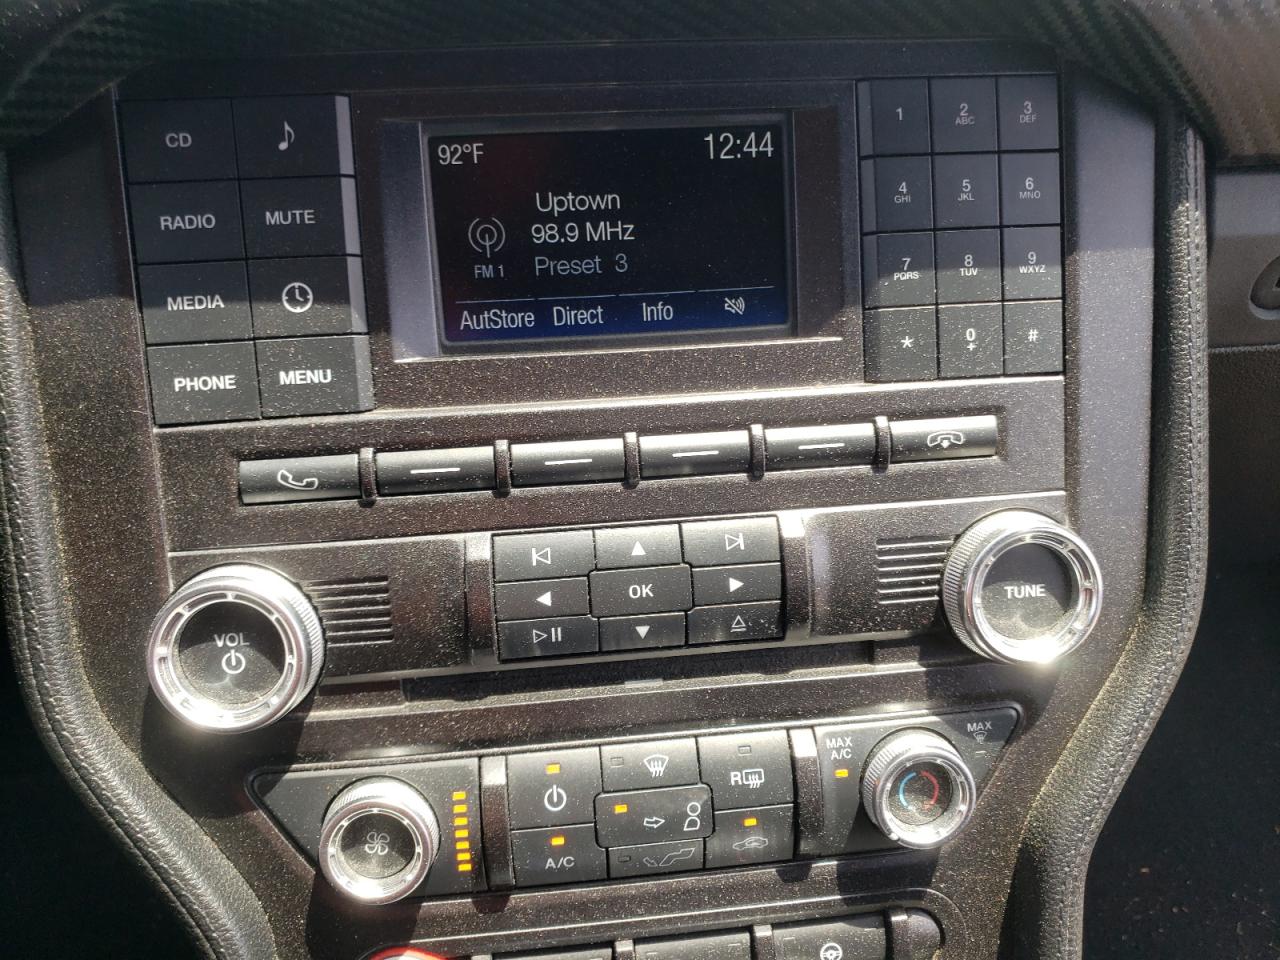 CD
RADIO
MUTE
MEDIA
PHONE
MENU
92°F
12:44
Uptown
98.9 MHz
FM 1
Preset 3
AutStore Direct Info
1
2
ABC
3
DEF
4
GHI
5
JKL
6
MNO
7
PQRS
8
TUV
9
WXYZ
*
0
+
#
OK
VOL
TUNE
R
A/C
MAX
A/C
MAX